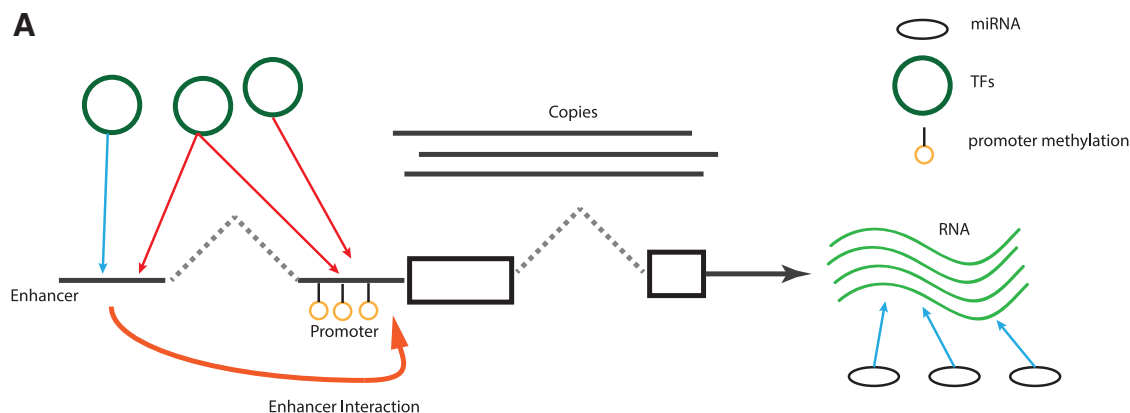 A
miRNA
TFs
Copies
promoter methylation
RNA
Enhancer
Promoter
Enhancer Interaction